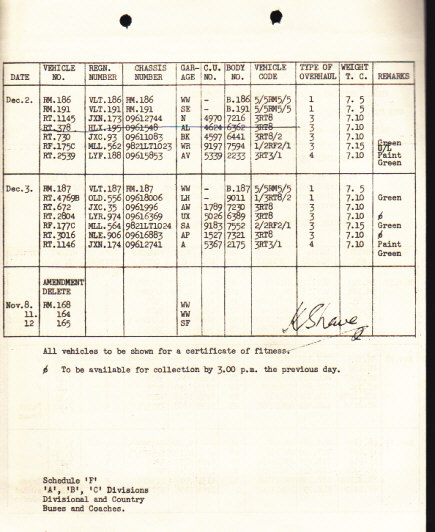 DATE VEHICLE NO. REGN. NUMBER CHASSIS NUMBER GAR-AGE C.U. NO. BODY NO. VEHICLE CODE TYPE OF OVERHAUL WEIGHT T. C. REMARKS
Dec.2. RM.186 VLT.186 RM.186 WW - B.186 5/5RM5/5 1 7. 5
RM.191 VLT.191 RM.191 SE - B.191 5/5RM5/5 1 7. 5
RT.1145 JXN.173 09612744 N 4970 7216 3RT8 3 7.10
RT.378 HLX.195 0961548 AL 4624 6362 3RT8 3 7.10
RT.730 JXC.93 09611083 BK 4597 6441 3RT8/2 3 7.10
RF.175C MLL.562 9821LT1023 WR 9197 7594 1/2RF2/1 3 7.15 Green U/L
RT.2539 LYF.188 09615853 AV 5339 2233 3RT3/1 4 7.10 Paint
Green
Dec.3. RM.187 VLT.187 RM.187 WW - B.187 5/5RM5/5 1 7. 5
RT.4769B OLD.556 09618006 LH - 9011 1/3RT8/2 1 7.10 Green
RT.672 JXC.35 0961996 AW 1789 7230 3RT8 3 7.10
RT.2804 LYR.974 09616369 UX 5026 6389 3RT8 3 7.10 ø
RF.177C MLL.564 9821LT1024 SA 9183 7552 2/2RF2/1 3 7.15 Green
RT.3016 NLE.906 09616883 AP 1527 7321 3RT8 3 7.10 ø
RT.1146 JXN.174 09612741 A 5367 2175 3RT3/1 4 7.10 Paint
Green
AMENDMENT
DELETE
Nov.8. RM.168 WW
11. 164 WW
12 165 SF
K Shave
All vehicles to be shown for a certificate of fitness.
ø To be available for collection by 3.00 p.m. the previous day.
Schedule 'F'
'A', 'B', 'C' Divisions
Divisional and Country
Buses and Coaches.